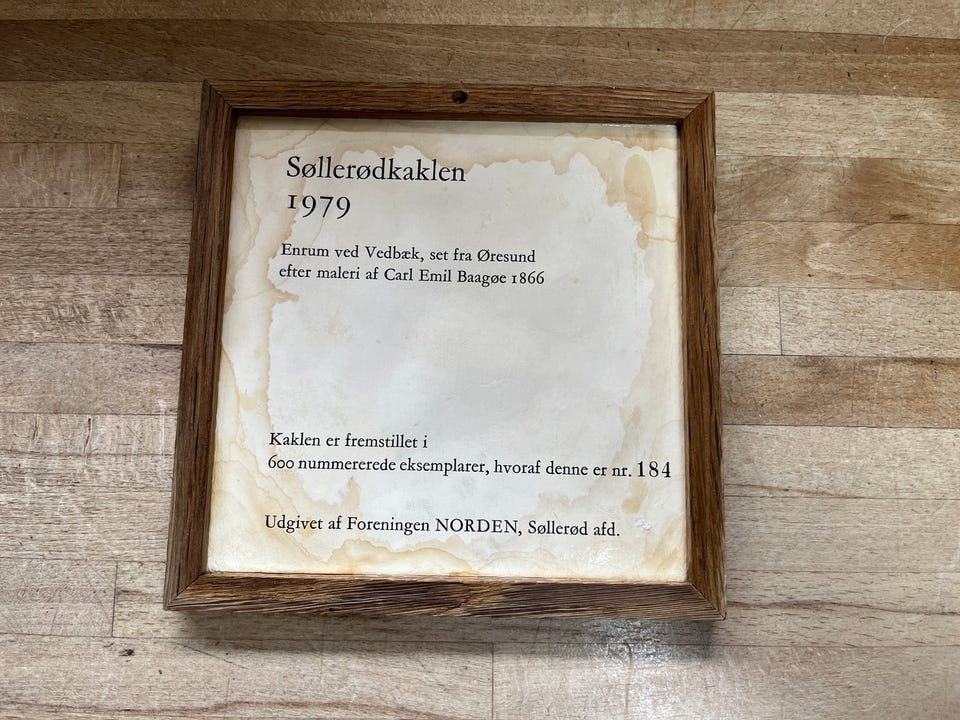 Søllerødkaklen
1979
Enrum ved Vedbæk, set fra Øresund
efter maleri af Carl Emil Baagøe 1866
Kaklen er fremstillet i
600 nummererede eksemplarer, hvoraf denne er nr. 184
Udgivet af Foreningen NORDEN, Søllerød afd.